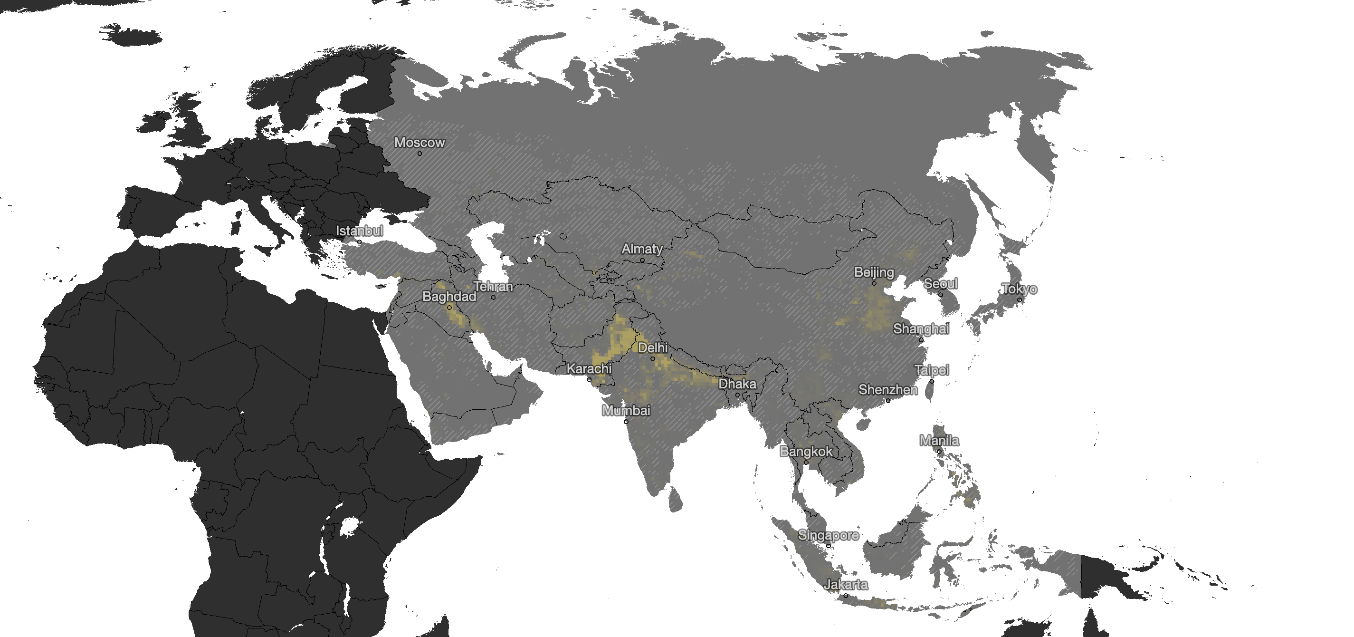 Moscow
Istanbul
Almaty
Beijing
Tehran
Seoul
Tokyo
Baghdad
Shanghai
Delhi
Karachi
Taipei
Dhaka
Shenzhen
Mumbai
Manila
Bangkok
Singapore
Jakarta